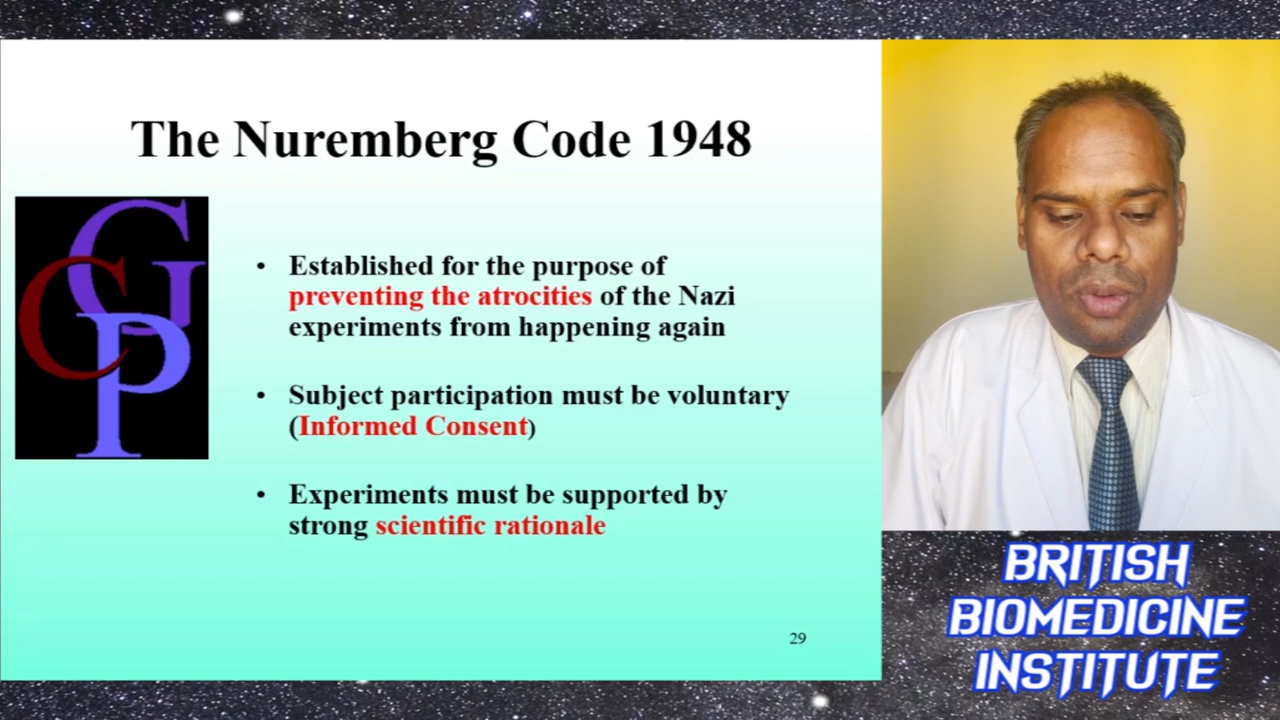 The Nuremberg Code 1948
GCP
• Established for the purpose of
preventing the atrocities of the Nazi
experiments from happening again
• Subject participation must be voluntary
(Informed Consent)
• Experiments must be supported by
strong scientific rationale
29
BRITISH
BIOMEDICINE
INSTITUTE